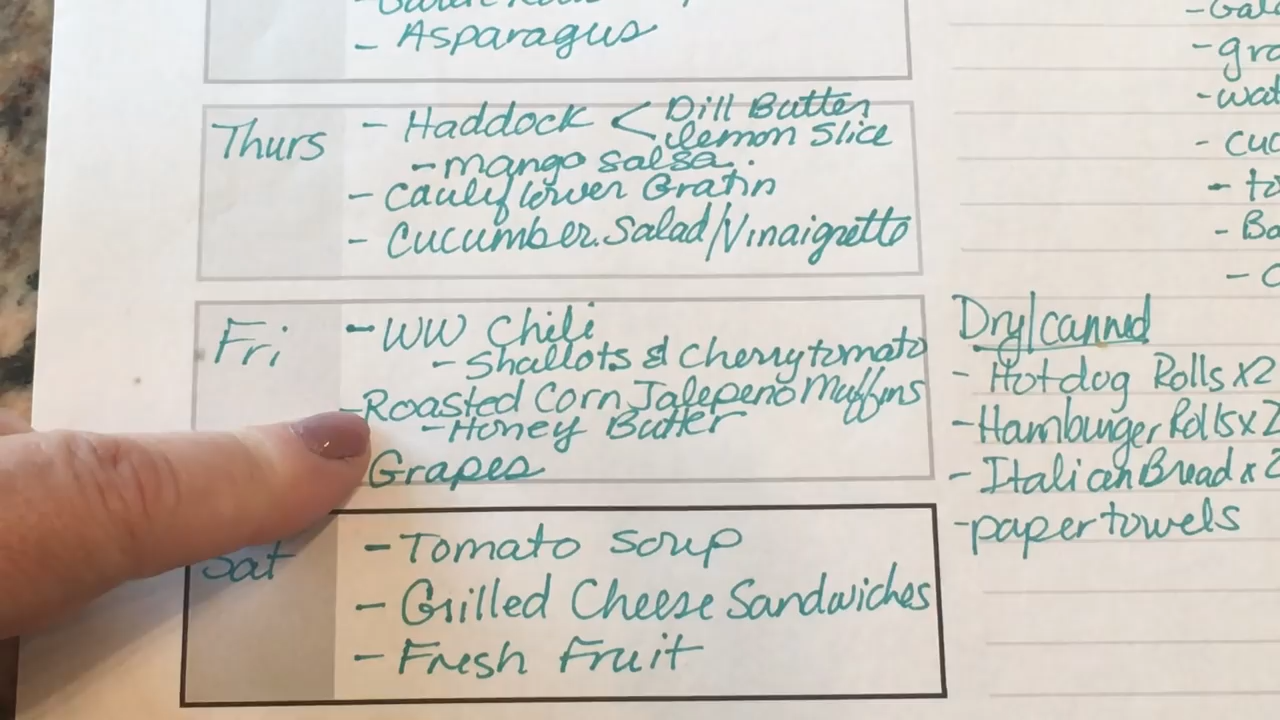 - Asparagus
Thurs
- Haddock < Dill Butter
lemon Slice
- mango salsa
- Cauliflower Gratin
- Cucumber Salad/Vinaigrette
Fri
- WW Chili
- Shallots & Cherry tomato
- Roasted Corn Jalepeno Muffins
- Honey Butter
Grapes
Sat
- Tomato Soup
- Grilled Cheese Sandwiches
- Fresh Fruit
Dry/canned
- Hotdog Rolls x2
- Hamburger Rolls x2
- Italian Bread x2
- paper towels